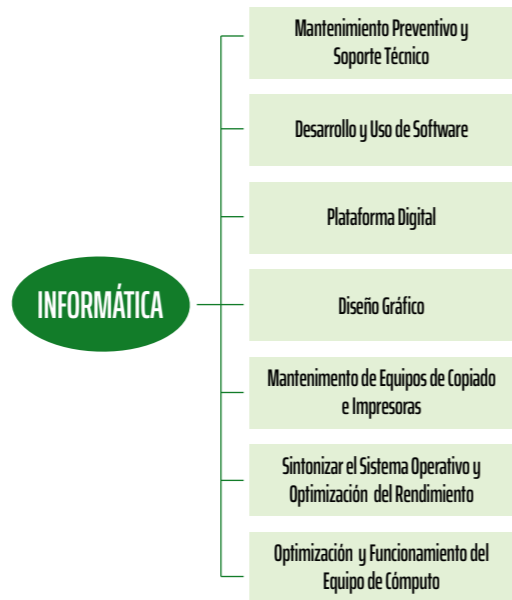 Mantenimiento Preventivo y
Soporte Técnico
Desarrollo y Uso de Software
Plataforma Digital
INFORMÁTICA
Diseño Gráfico
Mantenimento de Equipos de Copiado
e Impresoras
Sintonizar el Sistema Operativo y
Optimización del Rendimiento
Optimización y Funcionamiento del
Equipo de Cómputo